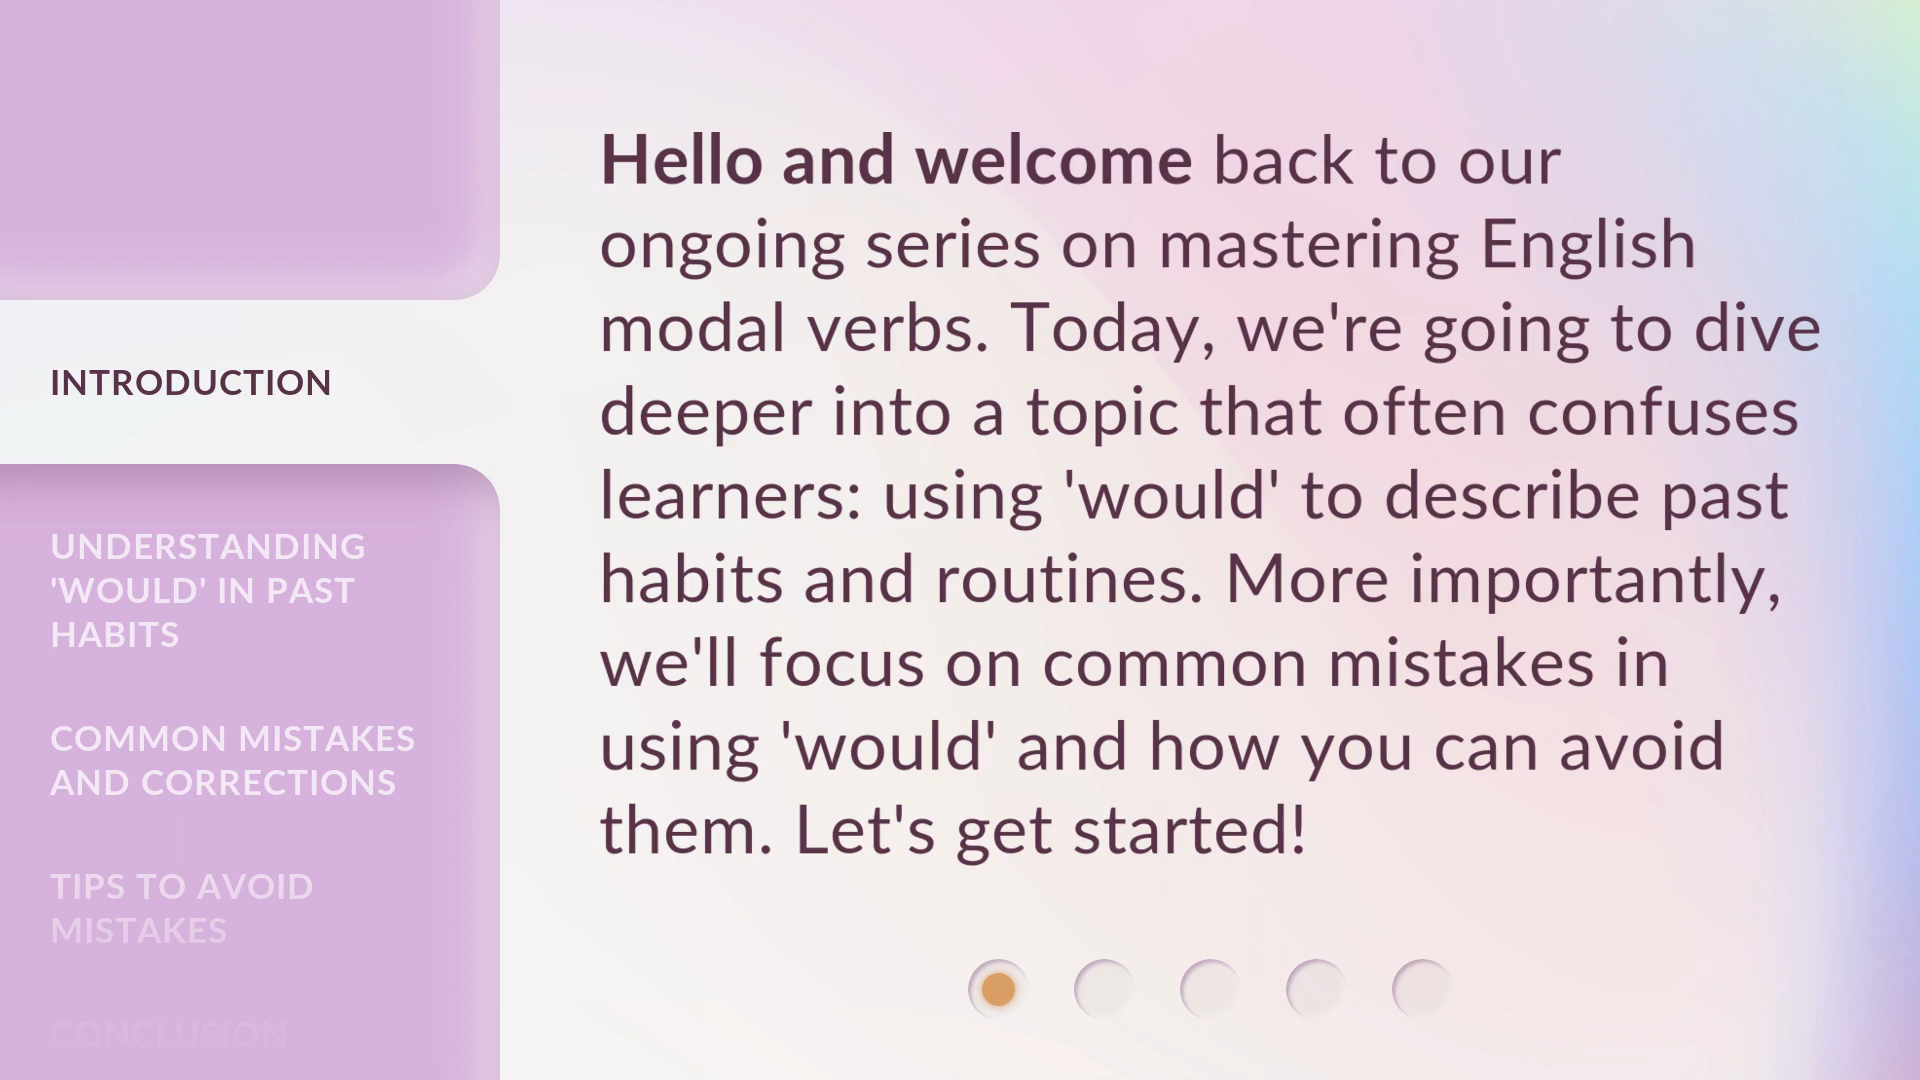 INTRODUCTION
UNDERSTANDING
'WOULD' IN PAST
HABITS
COMMON MISTAKES
AND CORRECTIONS
TIPS TO AVOID
MISTAKES
CONCLUSION
Hello and welcome back to our
ongoing series on mastering English
modal verbs. Today, we're going to dive
deeper into a topic that often confuses
learners: using 'would' to describe past
habits and routines. More importantly,
we'll focus on common mistakes in
using 'would' and how you can avoid
them. Let's get started!